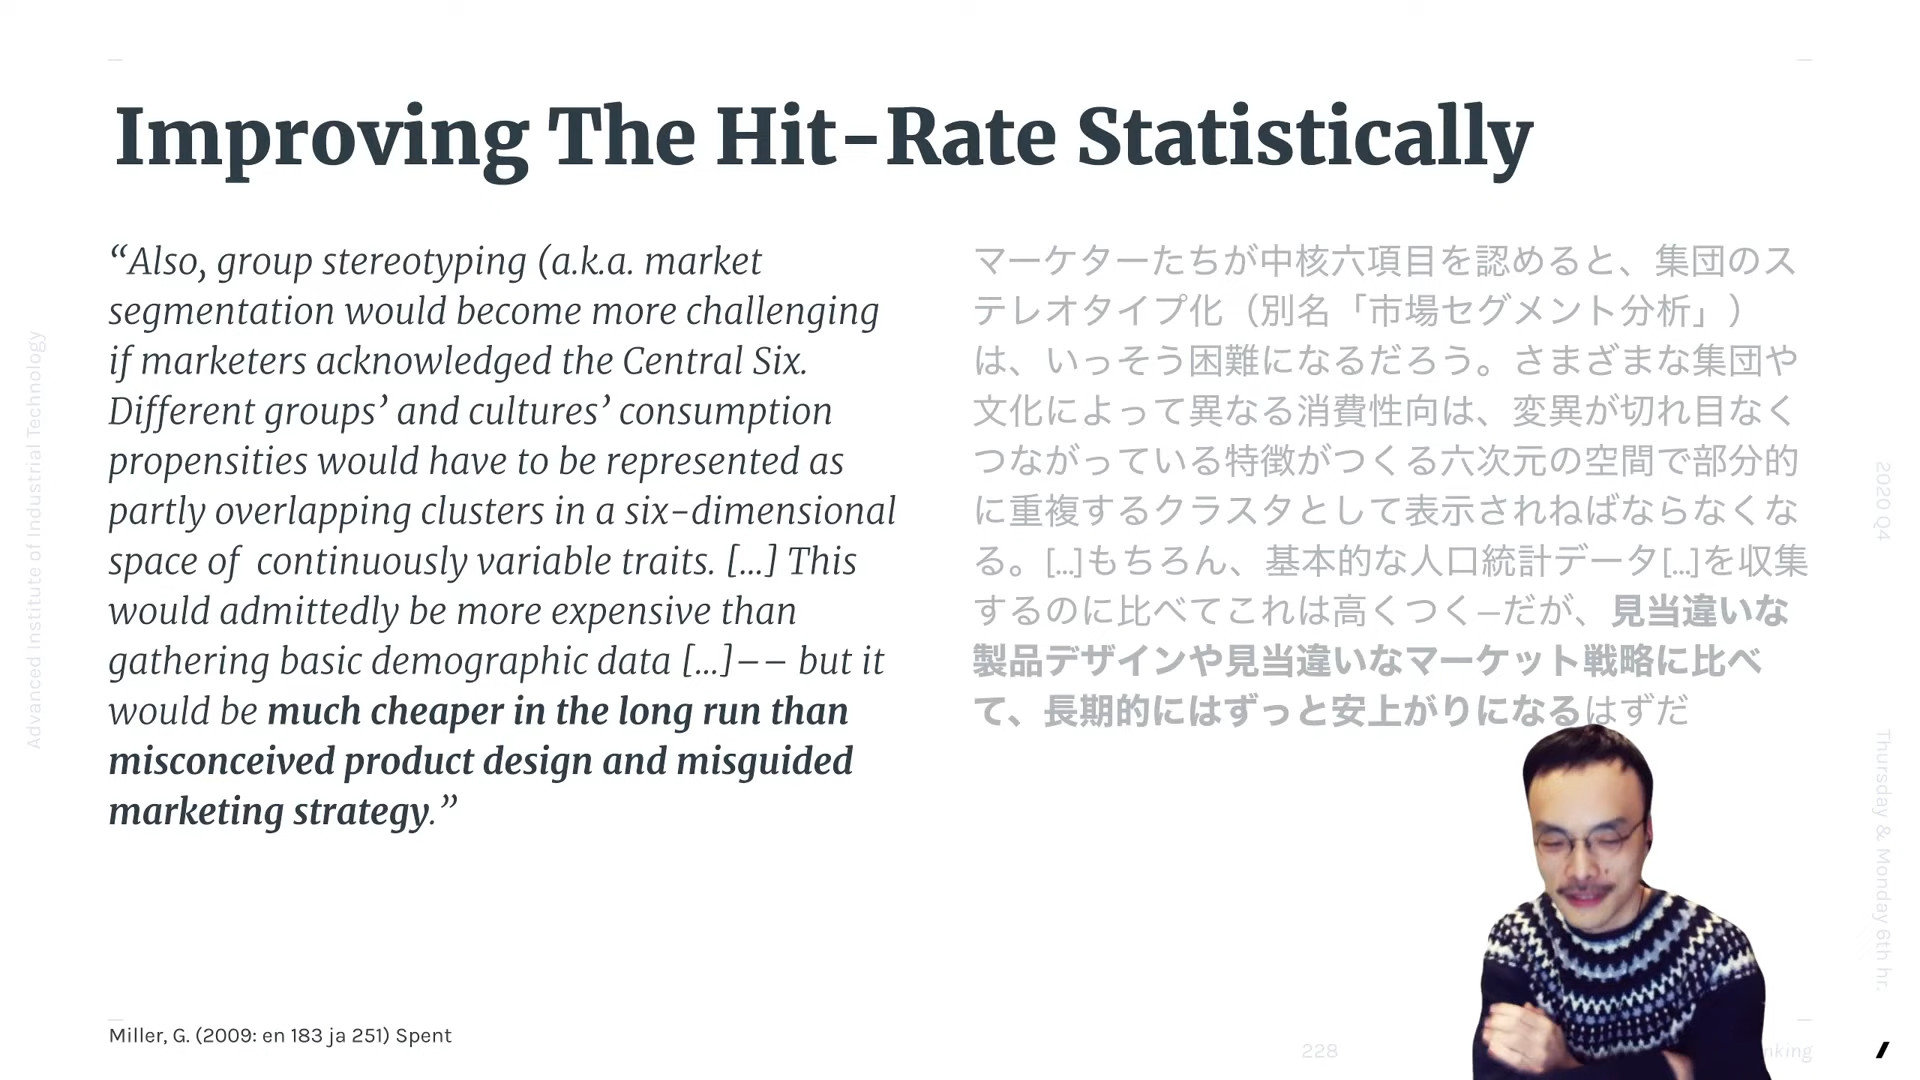 Improving The Hit-Rate Statistically
“Also, group stereotyping (a.k.a. market
segmentation would become more challenging
if marketers acknowledged the Central Six.
Different groups’ and cultures’ consumption
propensities would have to be represented as
partly overlapping clusters in a six-dimensional
space of continuously variable traits. [...] This
would admittedly be more expensive than
gathering basic demographic data [...]–– but it
would be much cheaper in the long run than
misconceived product design and misguided
marketing strategy.”
マーケターたちが中核六項目を認めると、集団のス
テレオタイプ化（別名「市場セグメント分析」）
は、いっそう困難になるだろう。さまざまな集団や
文化によって異なる消費性向は、変異が切れ目なく
つながっている特徴がつくる六次元の空間で部分的
に重複するクラスタとして表示されねばならなくな
る。[...]もちろん、基本的な人口統計データ[...]を収集
するのに比べてこれは高くつく–だが、見当違いな
製品デザインや見当違いなマーケット戦略に比べ
て、長期的にはずっと安上がりになるはずだ
Miller, G. (2009: en 183 ja 251) Spent
228
Advanced Institute of Industrial Technology
2020 Q4
Thursday & Monday 6th hr.